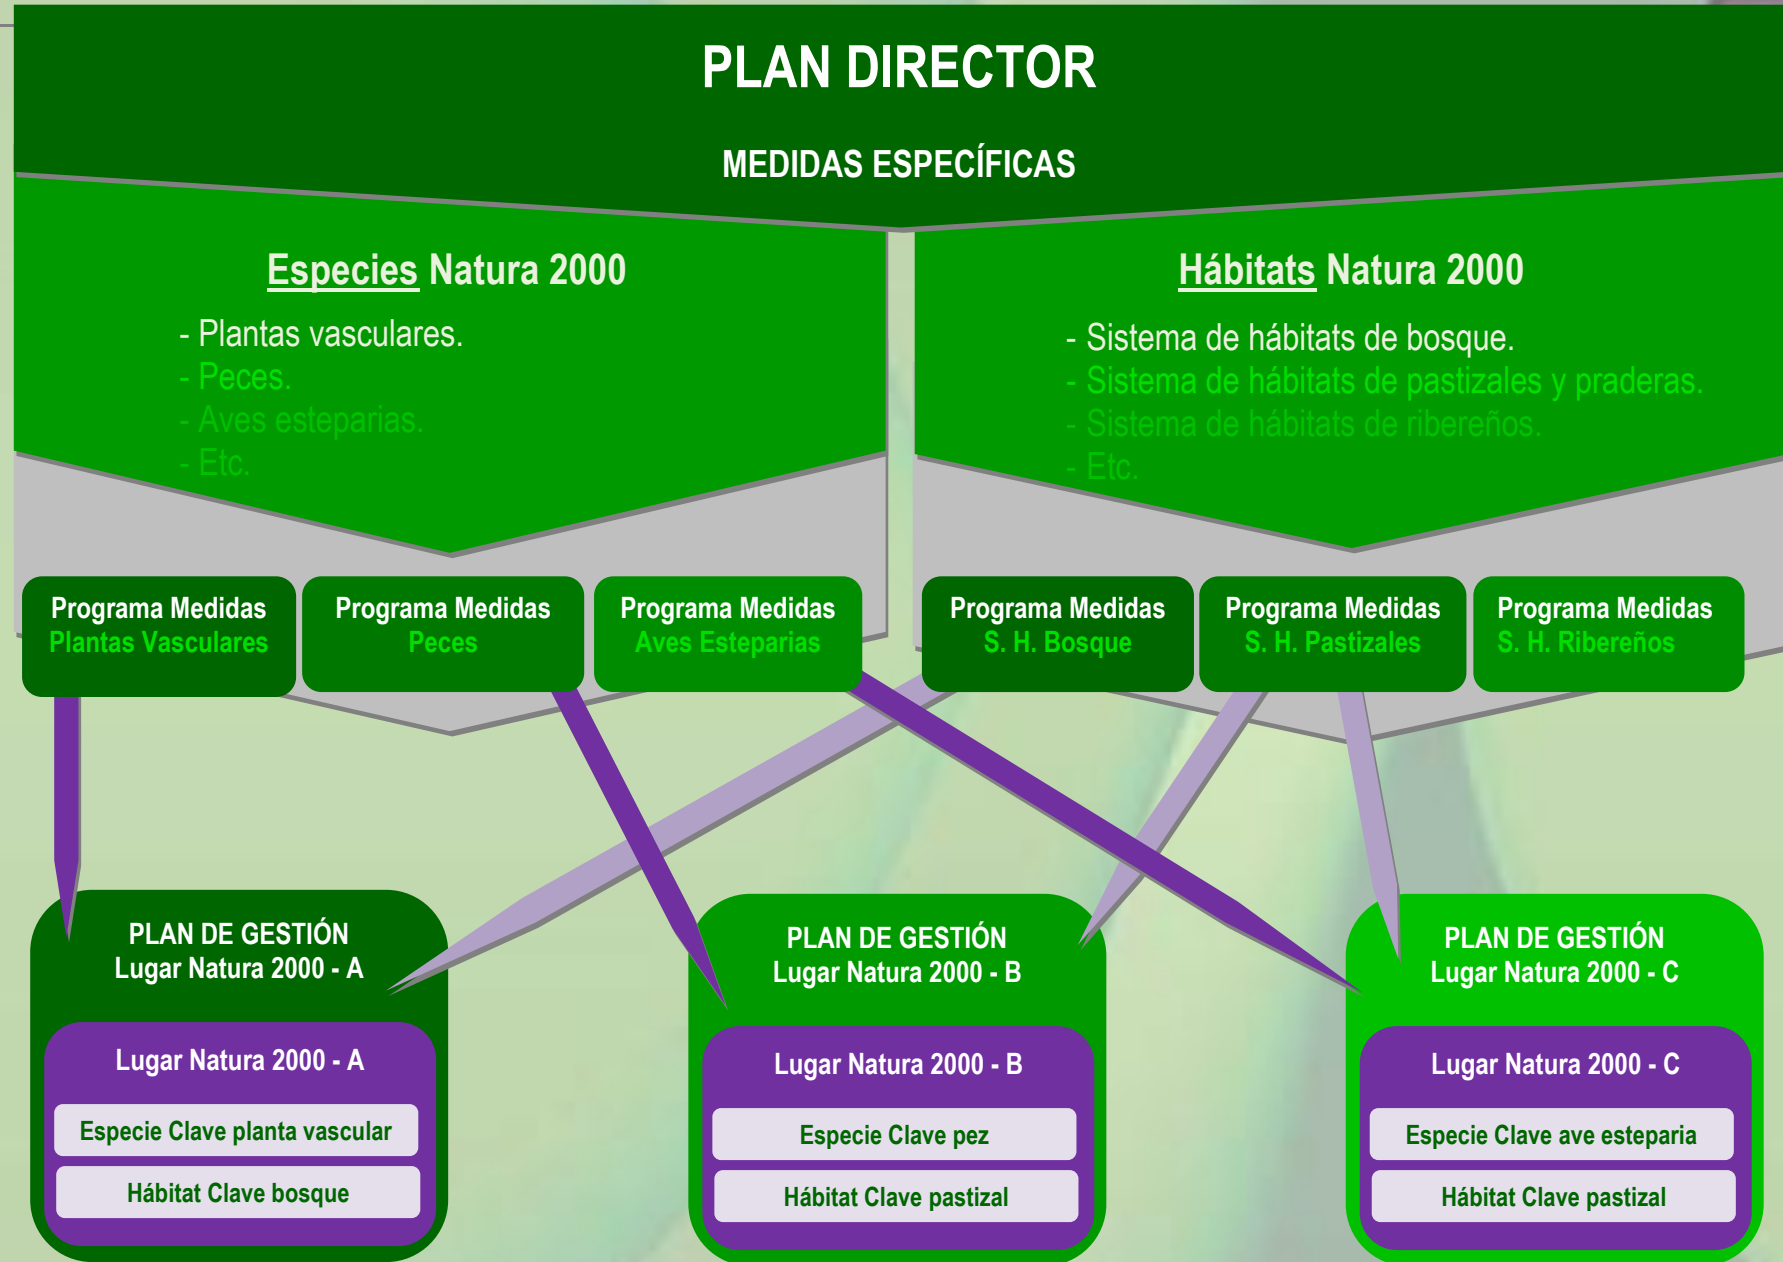 PLAN DIRECTOR
MEDIDAS ESPECÍFICAS
Especies Natura 2000
- Plantas vasculares.
- Peces.
- Aves esteparias.
- Etc.
Hábitats Natura 2000
- Sistema de hábitats de bosque.
- Sistema de hábitats de pastizales y praderas.
- Sistema de hábitats de ribereños.
- Etc.
Programa Medidas
Plantas Vasculares
Programa Medidas
Peces
Programa Medidas
Aves Esteparias
Programa Medidas
S. H. Bosque
Programa Medidas
S. H. Pastizales
Programa Medidas
S. H. Ribereños
PLAN DE GESTIÓN
Lugar Natura 2000 - A
Lugar Natura 2000 - A
Especie Clave planta vascular
Hábitat Clave bosque
PLAN DE GESTIÓN
Lugar Natura 2000 - B
Lugar Natura 2000 - B
Especie Clave pez
Hábitat Clave pastizal
PLAN DE GESTIÓN
Lugar Natura 2000 - C
Lugar Natura 2000 - C
Especie Clave ave esteparia
Hábitat Clave pastizal